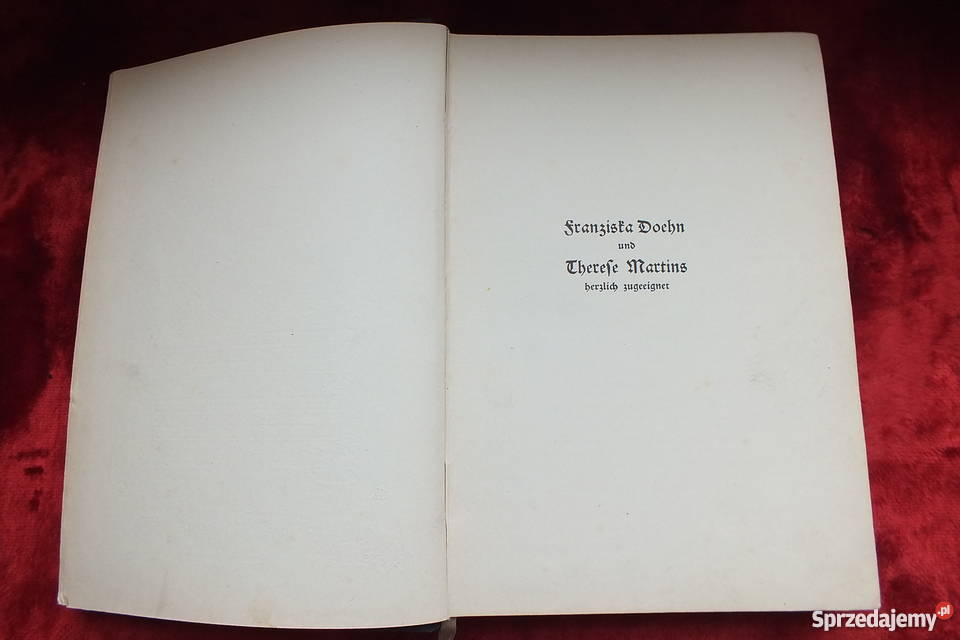 Franziska Doehn
und
Therese Martins
herzlich zugeeignet
Sprzedajemy.pl